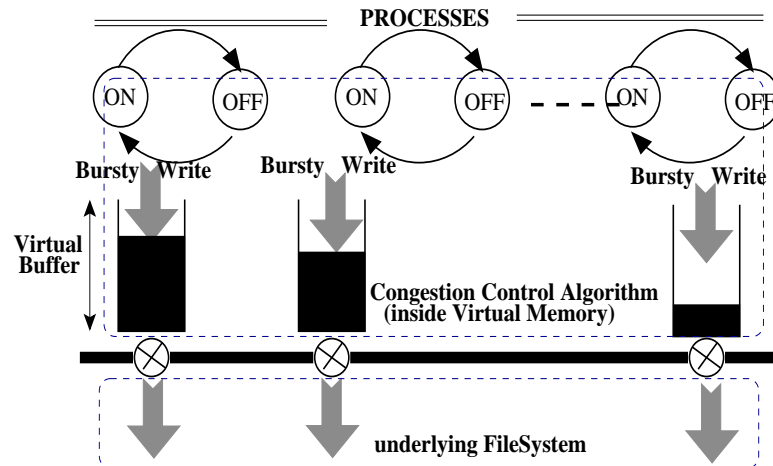 PROCESSES
ON OFF ON OFF ON OFF
Bursty Write
Bursty Write
Bursty Write
Virtual
Buffer
Congestion Control Algorithm
(inside Virtual Memory)
underlying FileSystem